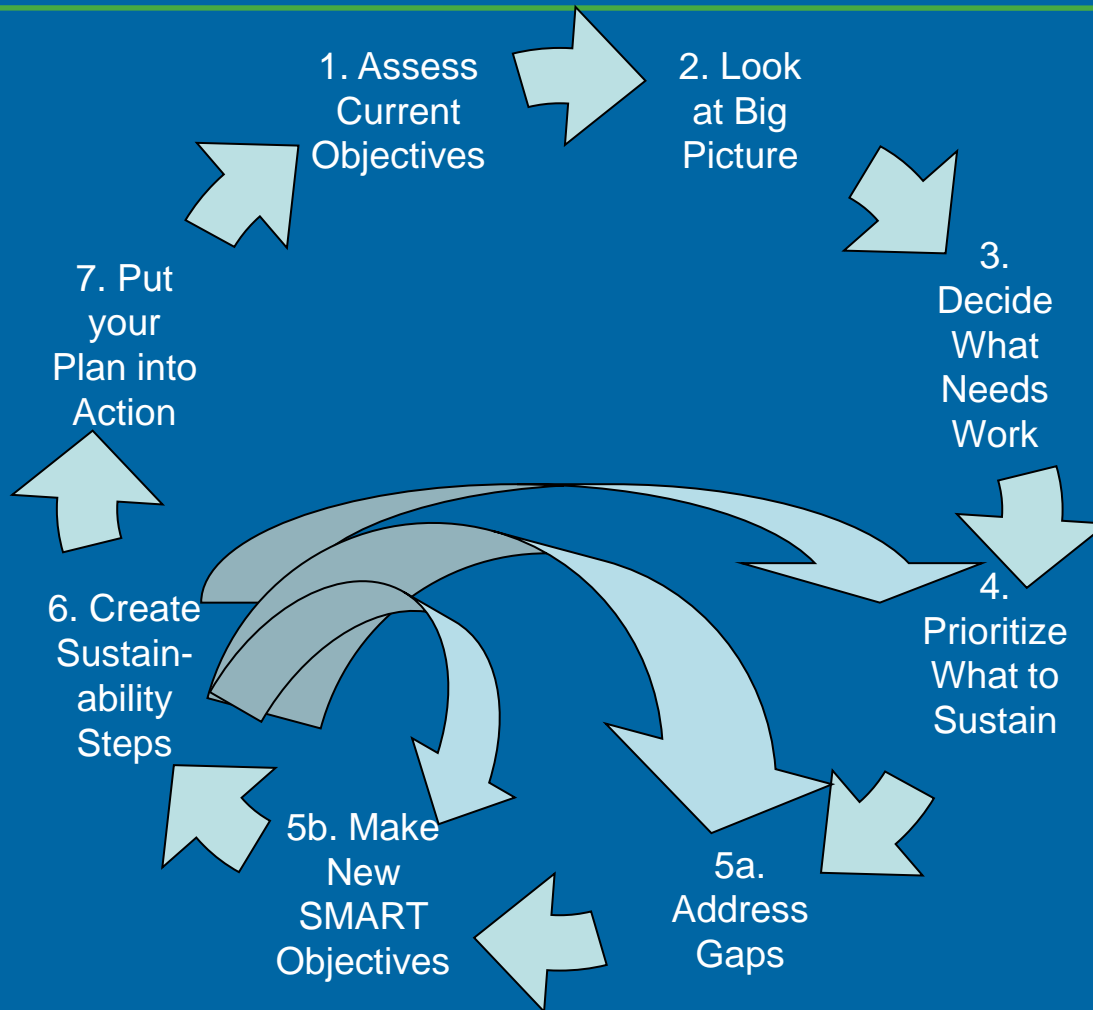 1. Assess
Current
Objectives
2. Look
at Big
Picture
3.
Decide
What
Needs
Work
4.
Prioritize
What to
Sustain
5a.
Address
Gaps
5b. Make
New
SMART
Objectives
6. Create
Sustain-
ability
Steps
7. Put
your
Plan into
Action